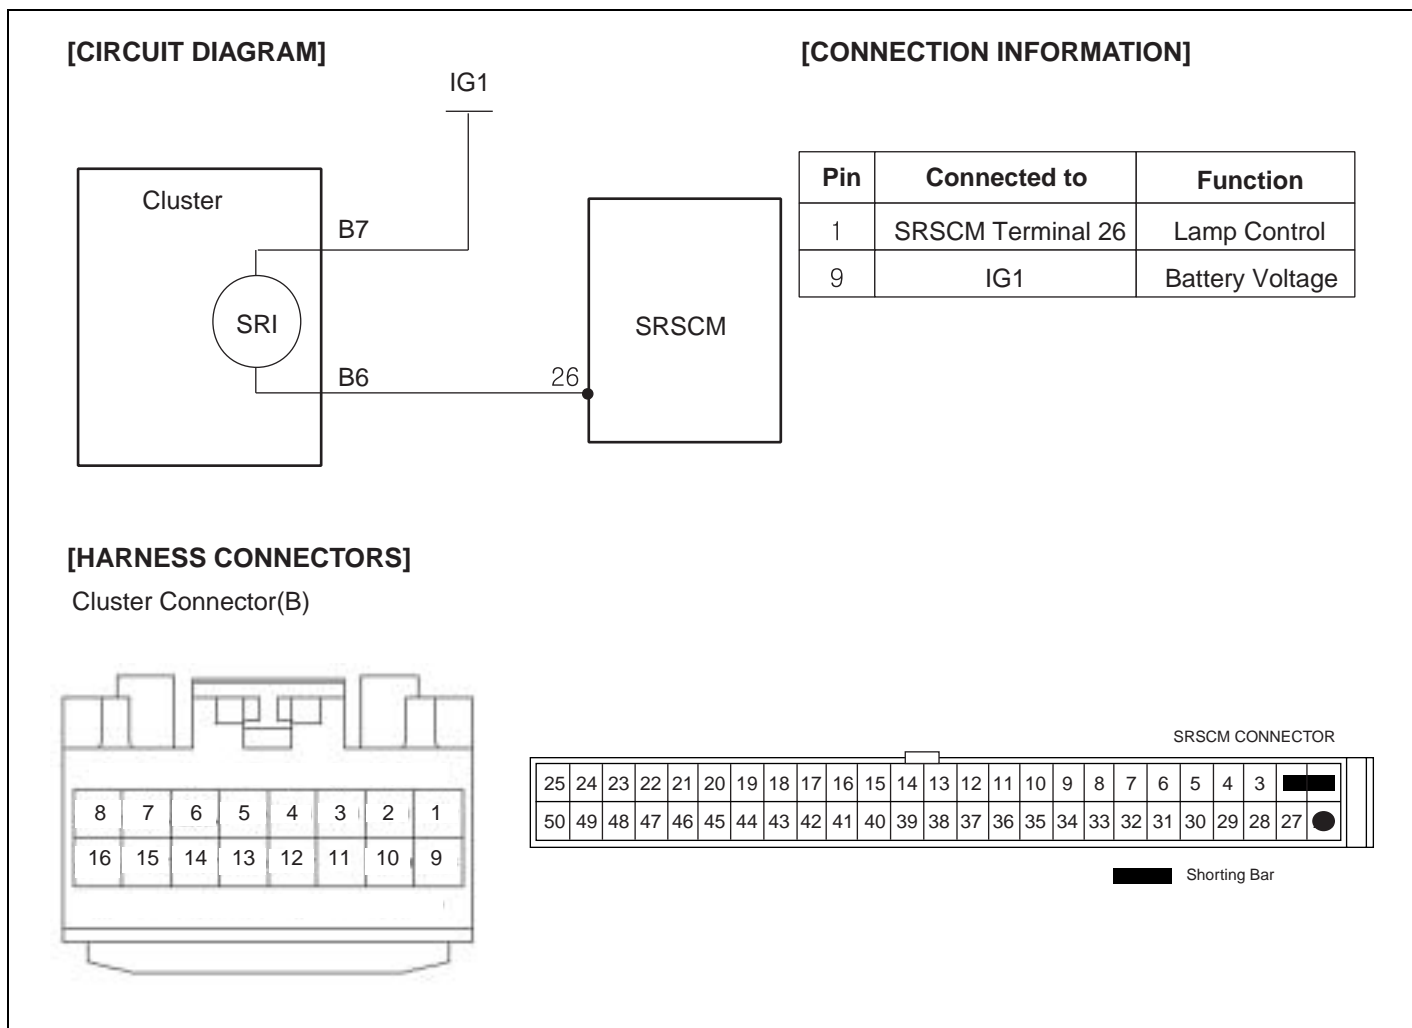 [CIRCUIT DIAGRAM]
IG1
Cluster
B7
SRI
B6
26
SRSCM
[CONNECTION INFORMATION]
Pin Connected to Function
1 SRSCM Terminal 26 Lamp Control
9 IG1 Battery Voltage
[HARNESS CONNECTORS]
Cluster Connector(B)
8 7 6 5 4 3 2 1
16 15 14 13 12 11 10 9
SRSCM CONNECTOR
25 24 23 22 21 20 19 18 17 16 15 14 13 12 11 10 9 8 7 6 5 4 3
50 49 48 47 46 45 44 43 42 41 40 39 38 37 36 35 34 33 32 31 30 29 28 27
Shorting Bar